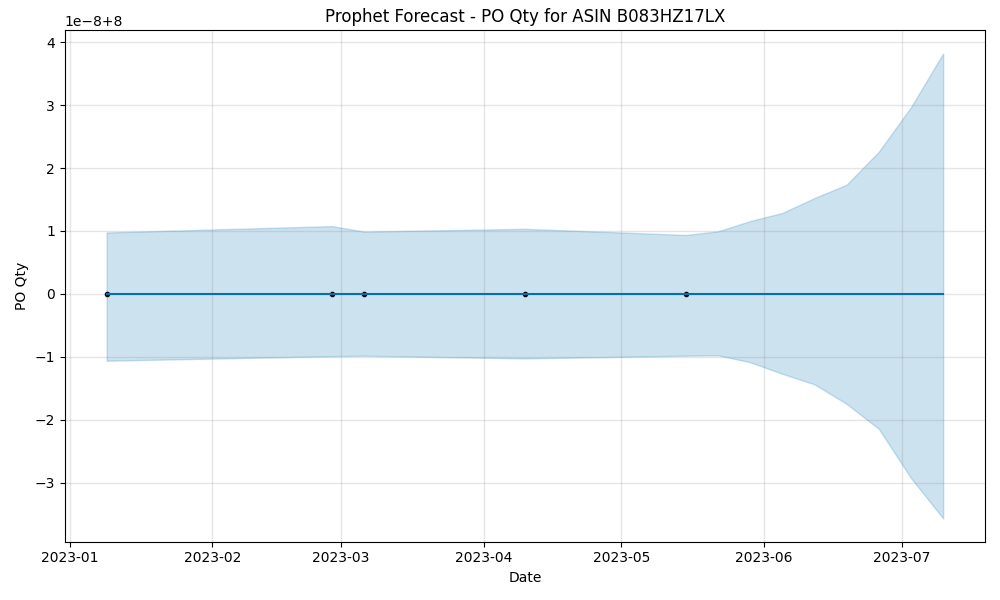 Prophet Forecast - PO Qty for ASIN B083HZ17LX
1e−8+8
4
3
2
1
0
−1
−2
−3
PO Qty
2023-01 2023-02 2023-03 2023-04 2023-05 2023-06 2023-07
Date